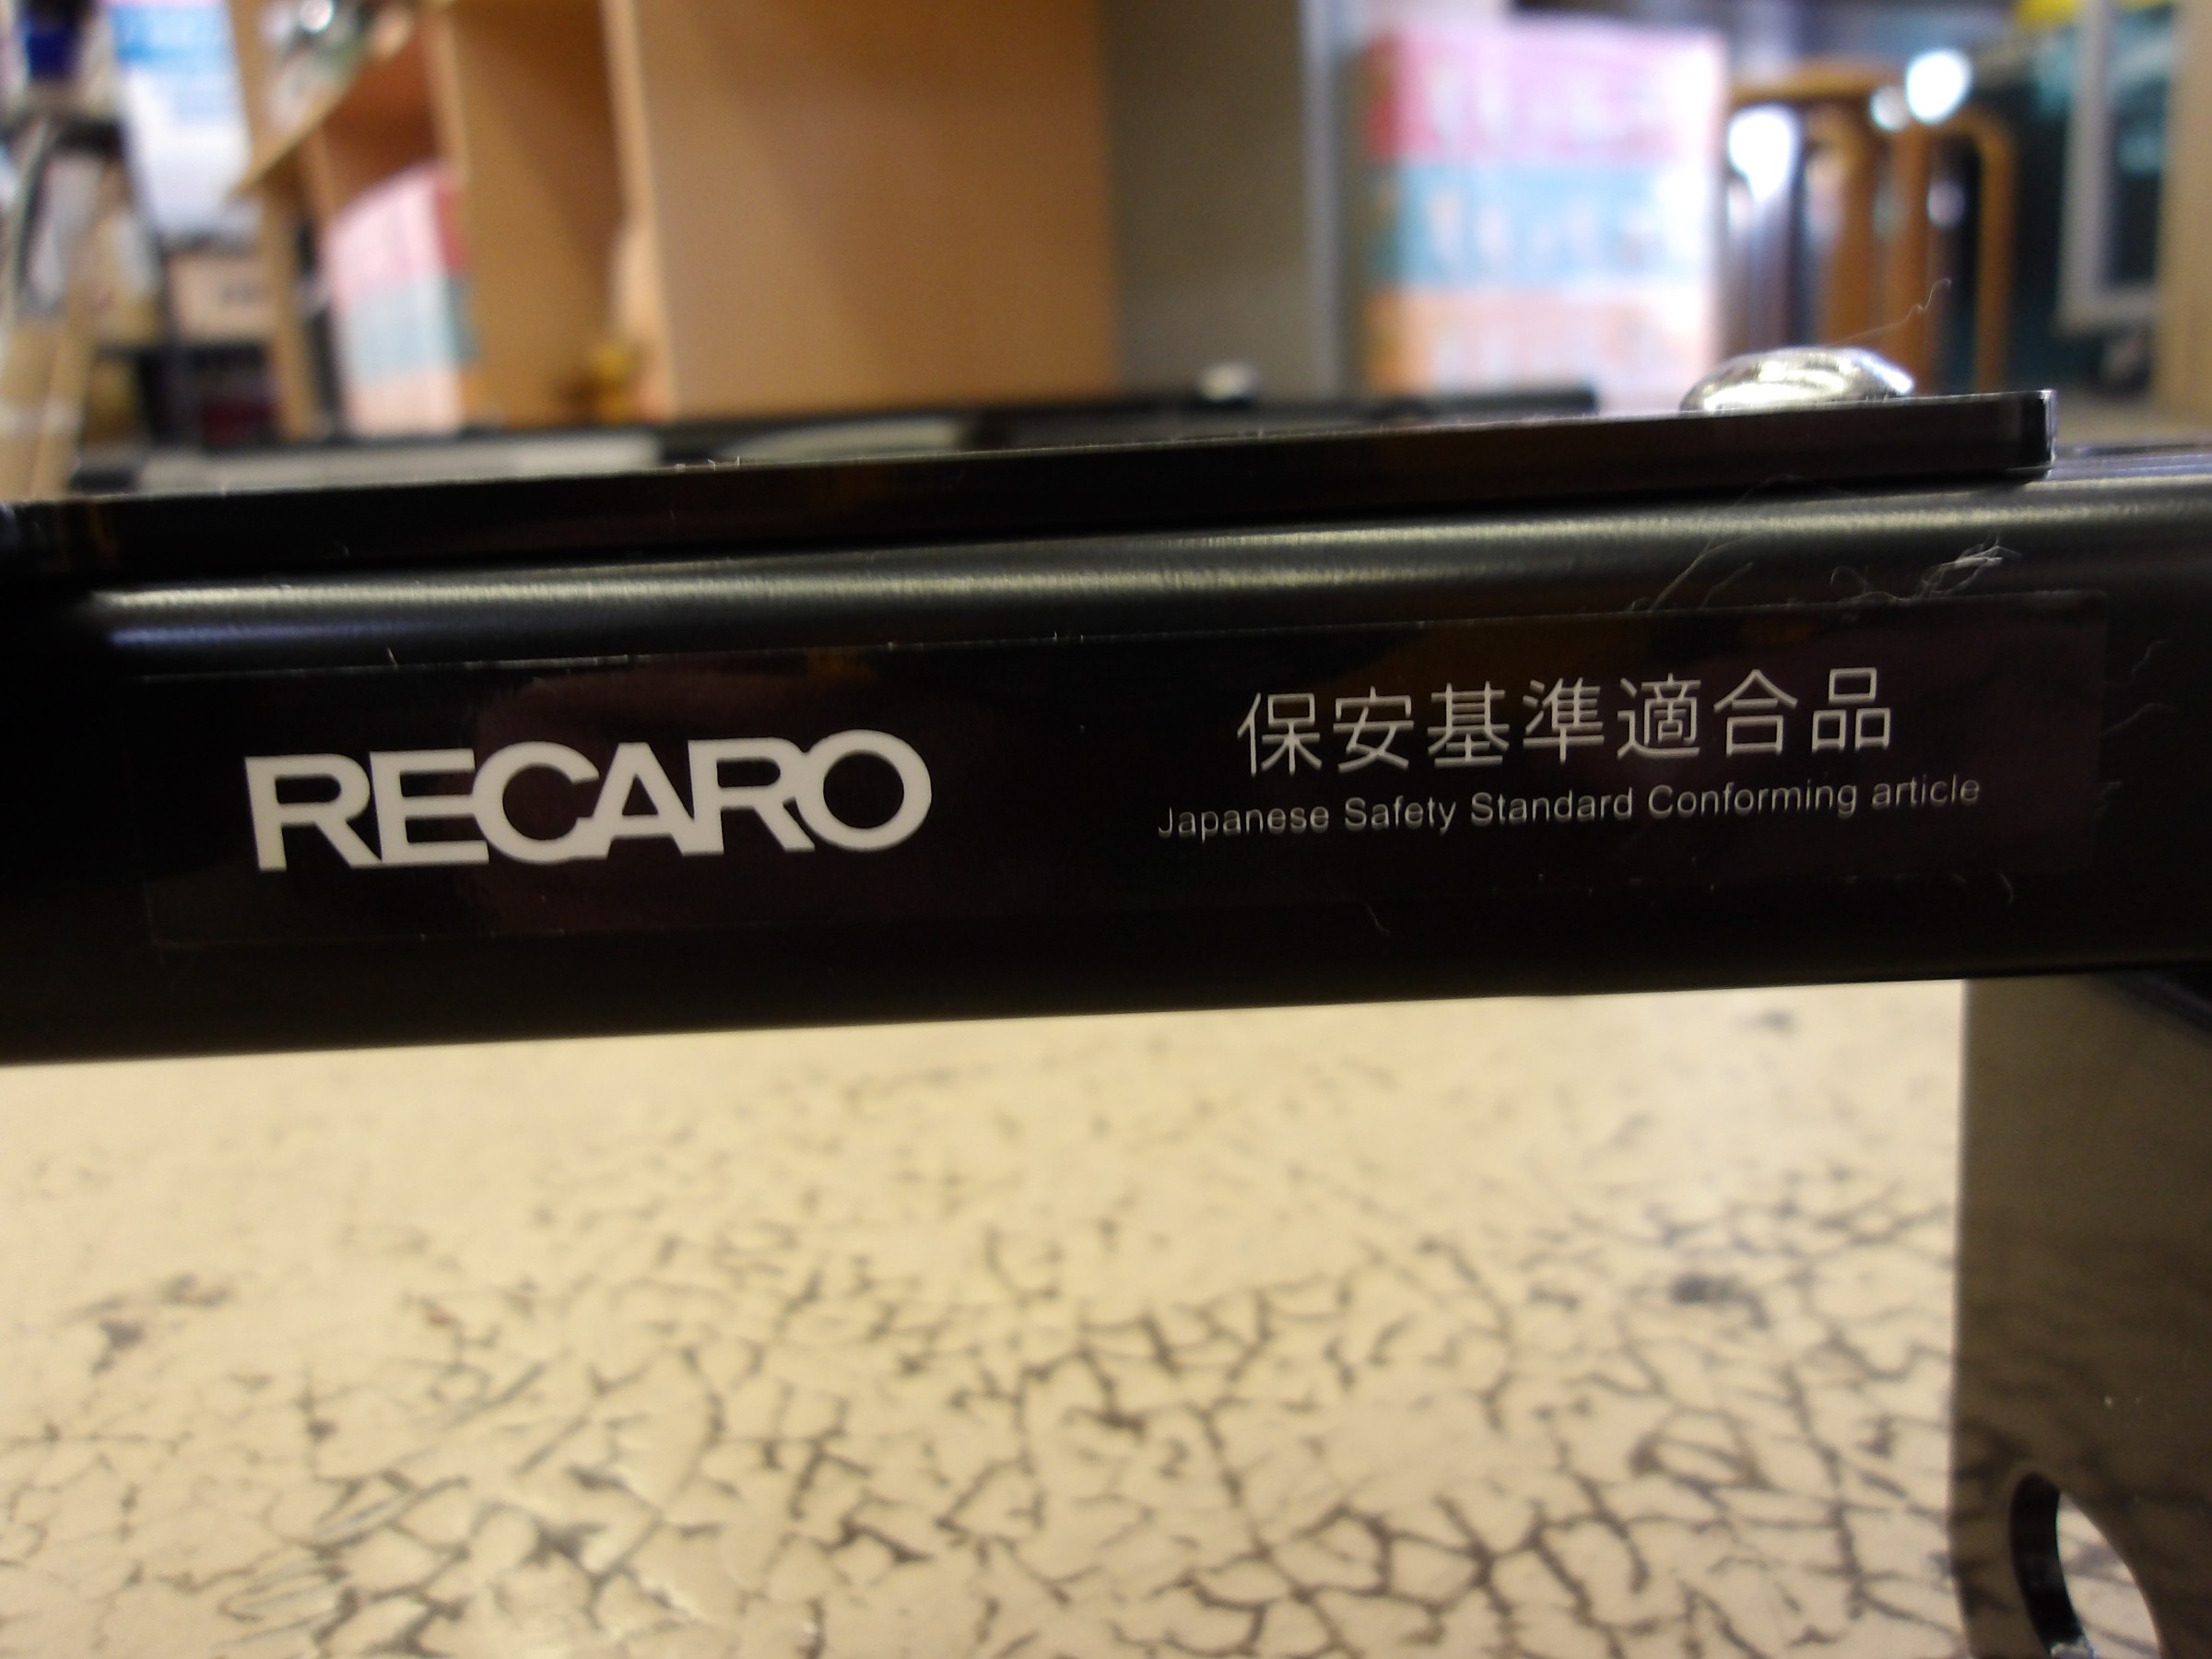 RECARO
保安基準適合品
Japanese Safety Standard Conforming article